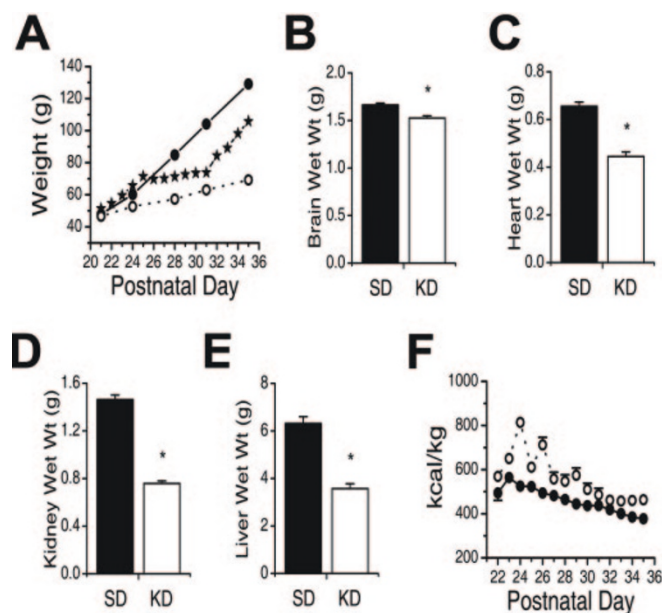 A
Weight (g)
140
120
100
80
60
40
20 22 24 26 28 30 32 34 36
Postnatal Day
B
Brain Wet Wt (g)
2.0
1.5
1.0
0.5
0.0
*
SD KD
C
Heart Wet Wt (g)
0.8
0.6
0.4
0.2
0.0
*
SD KD
D
Kidney Wet Wt (g)
1.6
1.2
0.8
0.4
0.0
*
SD KD
E
Liver Wet Wt (g)
8
6
4
2
0
*
SD KD
F
kcal/kg
1000
800
600
400
200
22 24 26 28 30 32 34 36
Postnatal Day